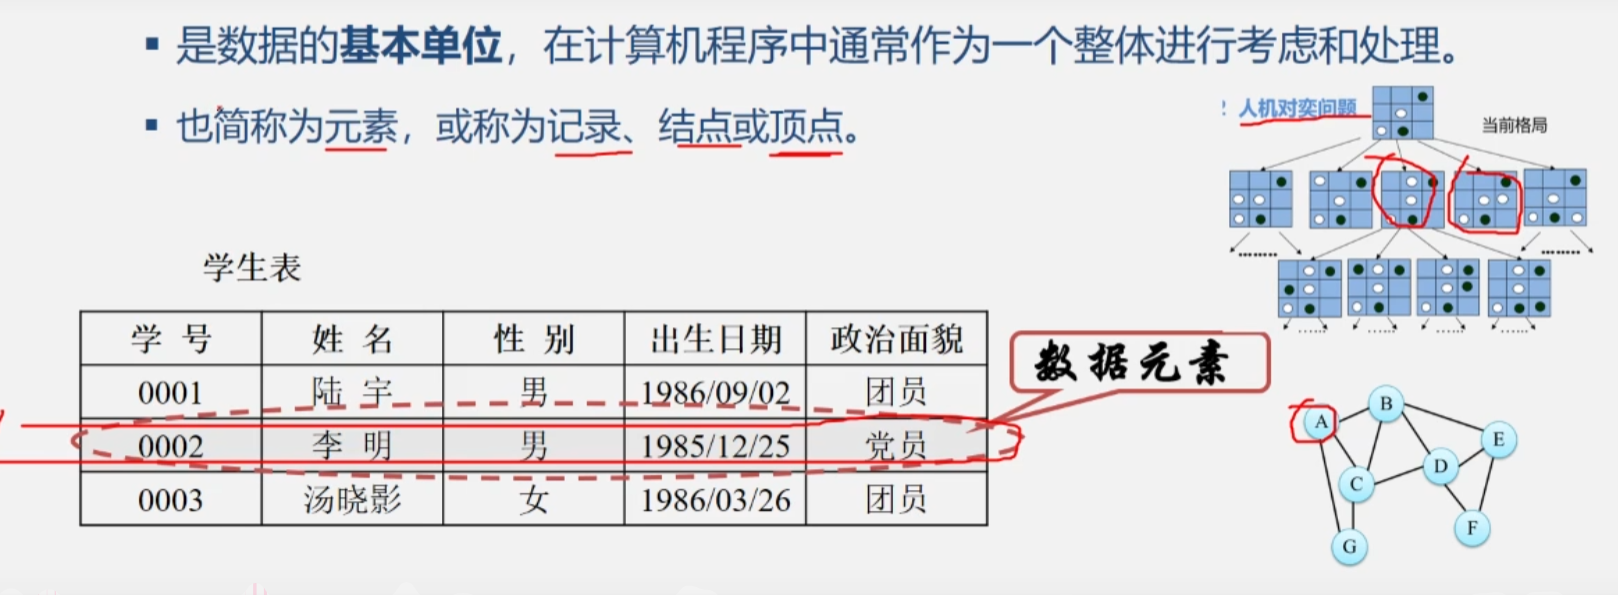 ▪ 是数据的基本单位，在计算机程序中通常作为一个整体进行考虑和处理。
▪ 也简称为元素，或称为记录、结点或顶点。
人机对奕问题
当前格局
........
........
......
......
......
......
学生表
学 号 姓 名 性 别 出生日期 政治面貌
0001 陆 宇 男 1986/09/02 团员
0002 李 明 男 1985/12/25 党员
0003 汤晓影 女 1986/03/26 团员
数据元素
A
B
C
D
E
F
G